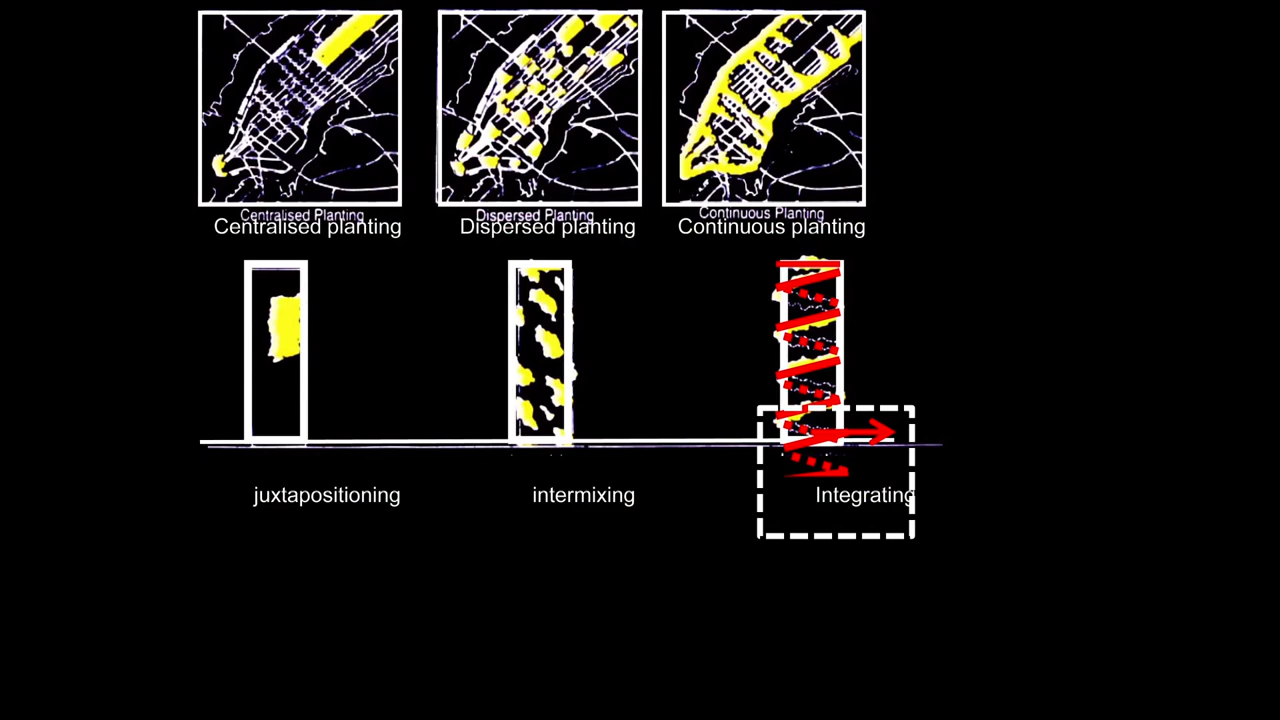 Centralised Planting
Centralised planting
Dispersed Planting
Dispersed planting
Continuous Planting
Continuous planting
juxtapositioning
intermixing
Integrating